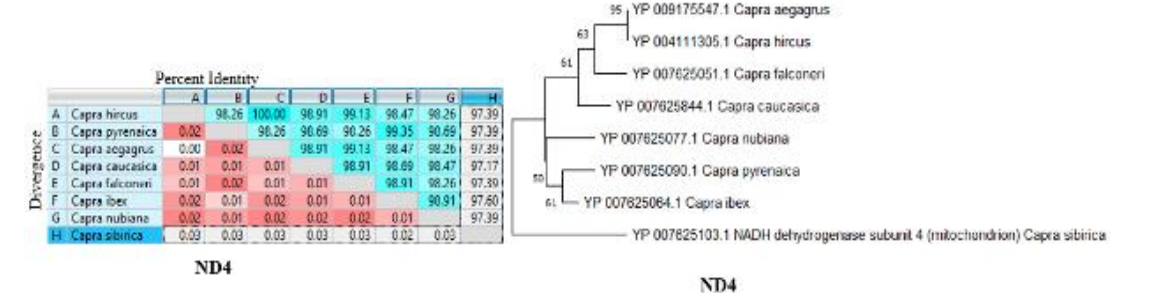 Percent Identity
A B C D E F G H
A Capra hircus 98.26 100.00 98.91 99.13 98.47 98.26 97.39
B Capra pyrenaica 0.02 98.26 98.69 98.26 99.35 98.69 97.39
C Capra aegagrus 0.00 0.02 98.91 99.13 98.47 98.26 97.39
D Capra caucasica 0.01 0.01 0.01 98.91 98.69 98.47 97.17
E Capra falconeri 0.01 0.02 0.01 0.01 98.91 98.26 97.39
F Capra ibex 0.02 0.01 0.02 0.01 0.01 98.91 97.60
G Capra nubiana 0.02 0.01 0.02 0.02 0.02 0.01 97.39
H Capra sibirica 0.03 0.03 0.03 0.03 0.03 0.02 0.03
Divergence
ND4
95
YP 009175547.1 Capra aegagrus
63
YP 004111305.1 Capra hircus
61
YP 007625051.1 Capra falconeri
YP 007625844.1 Capra caucasica
YP 007625077.1 Capra nubiana
50
YP 007625090.1 Capra pyrenaica
61
YP 007625064.1 Capra ibex
YP 007625103.1 NADH dehydrogenase subunit 4 (mitochondrion) Capra sibirica
ND4